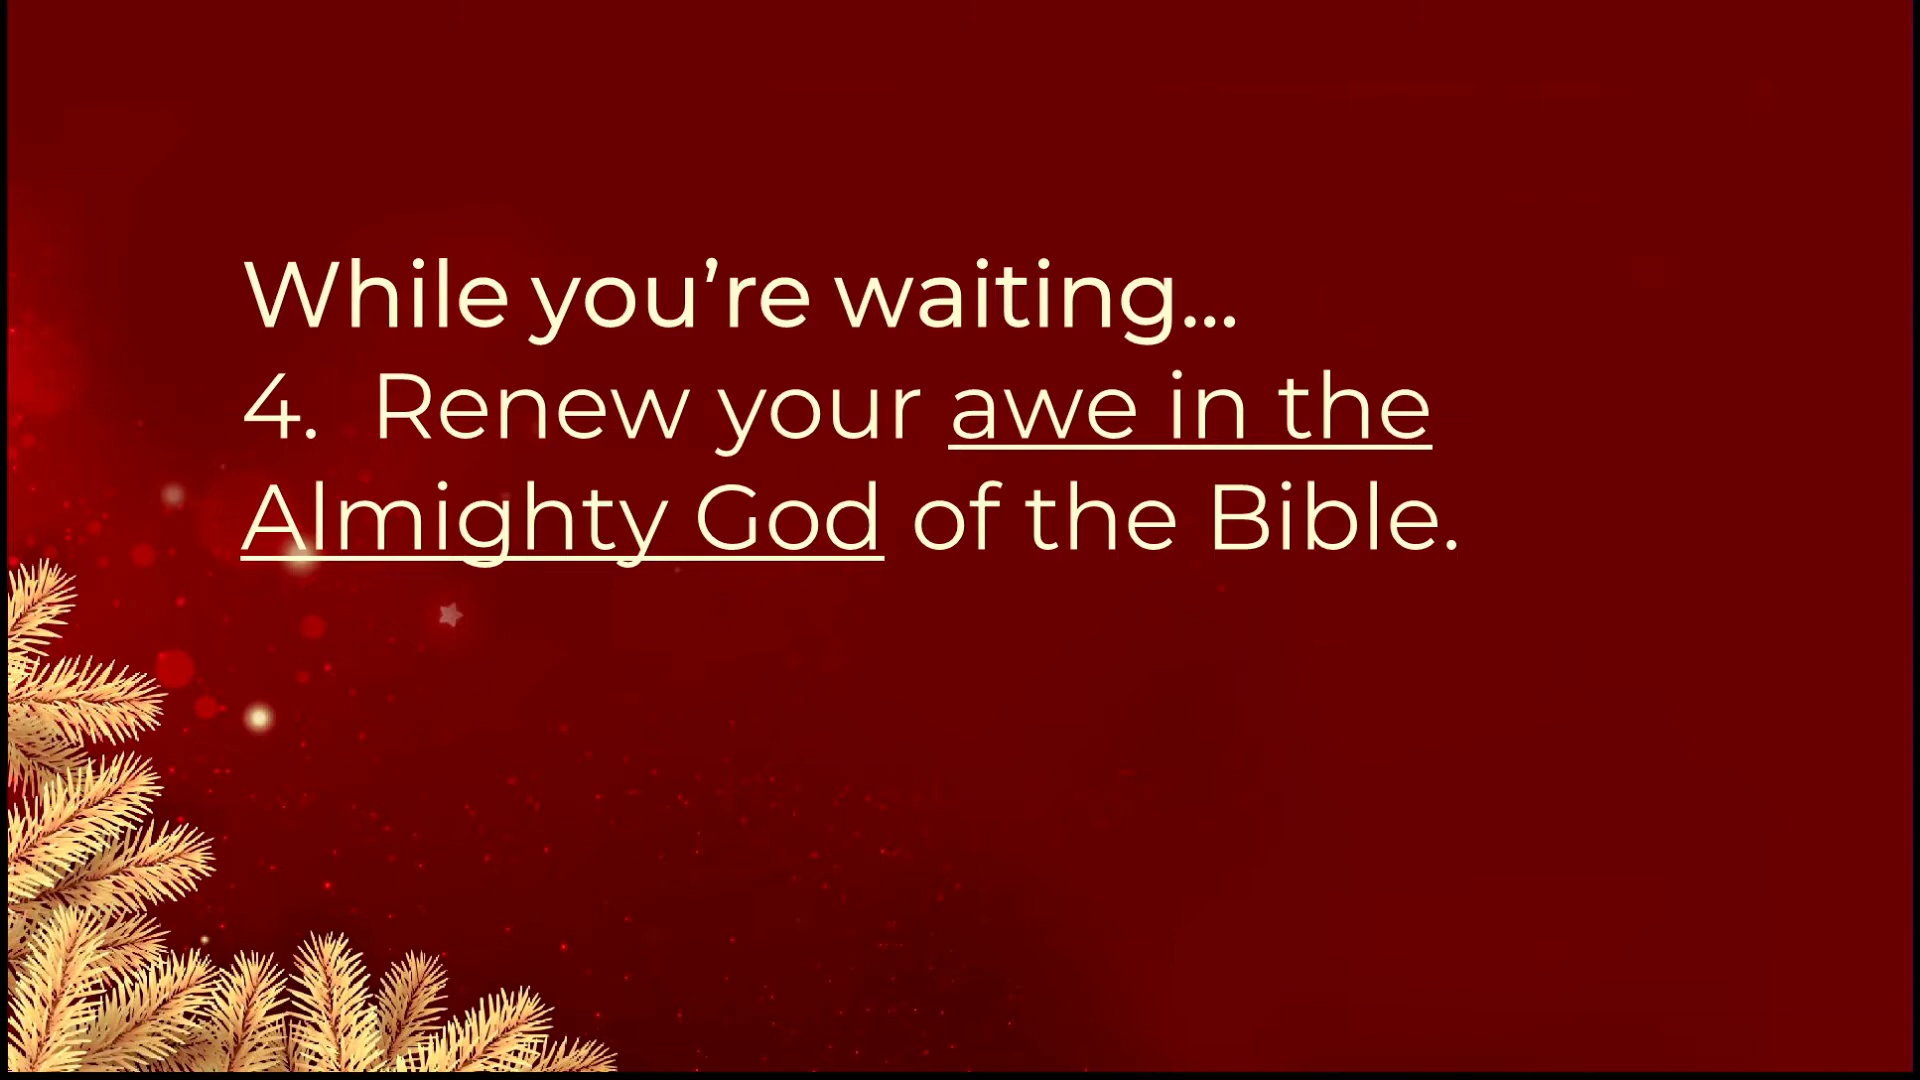 While you’re waiting…
4. Renew your awe in the
Almighty God of the Bible.